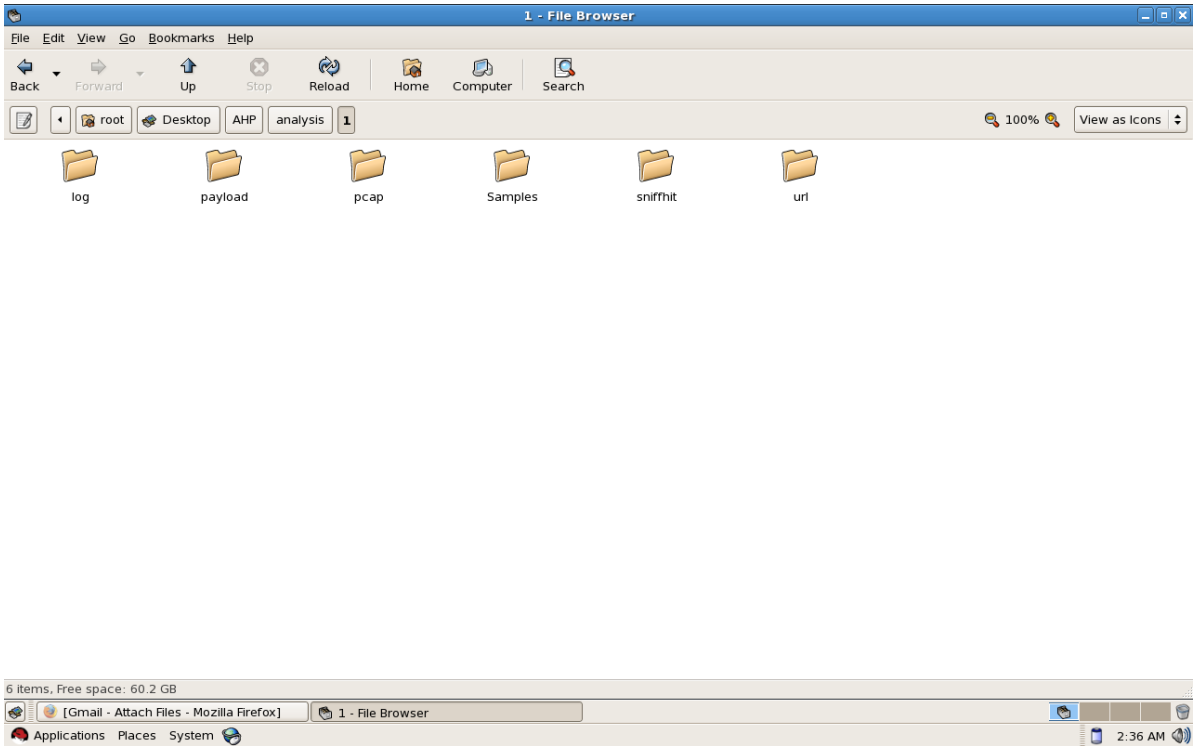 1 - File Browser
File Edit View Go Bookmarks Help
Back Forward Up Stop Reload Home Computer Search
root Desktop AHP analysis 1 100% View as Icons
log payload pcap Samples sniffhit url
6 items, Free space: 60.2 GB
[Gmail - Attach Files - Mozilla Firefox] 1 - File Browser
Applications Places System 2:36 AM